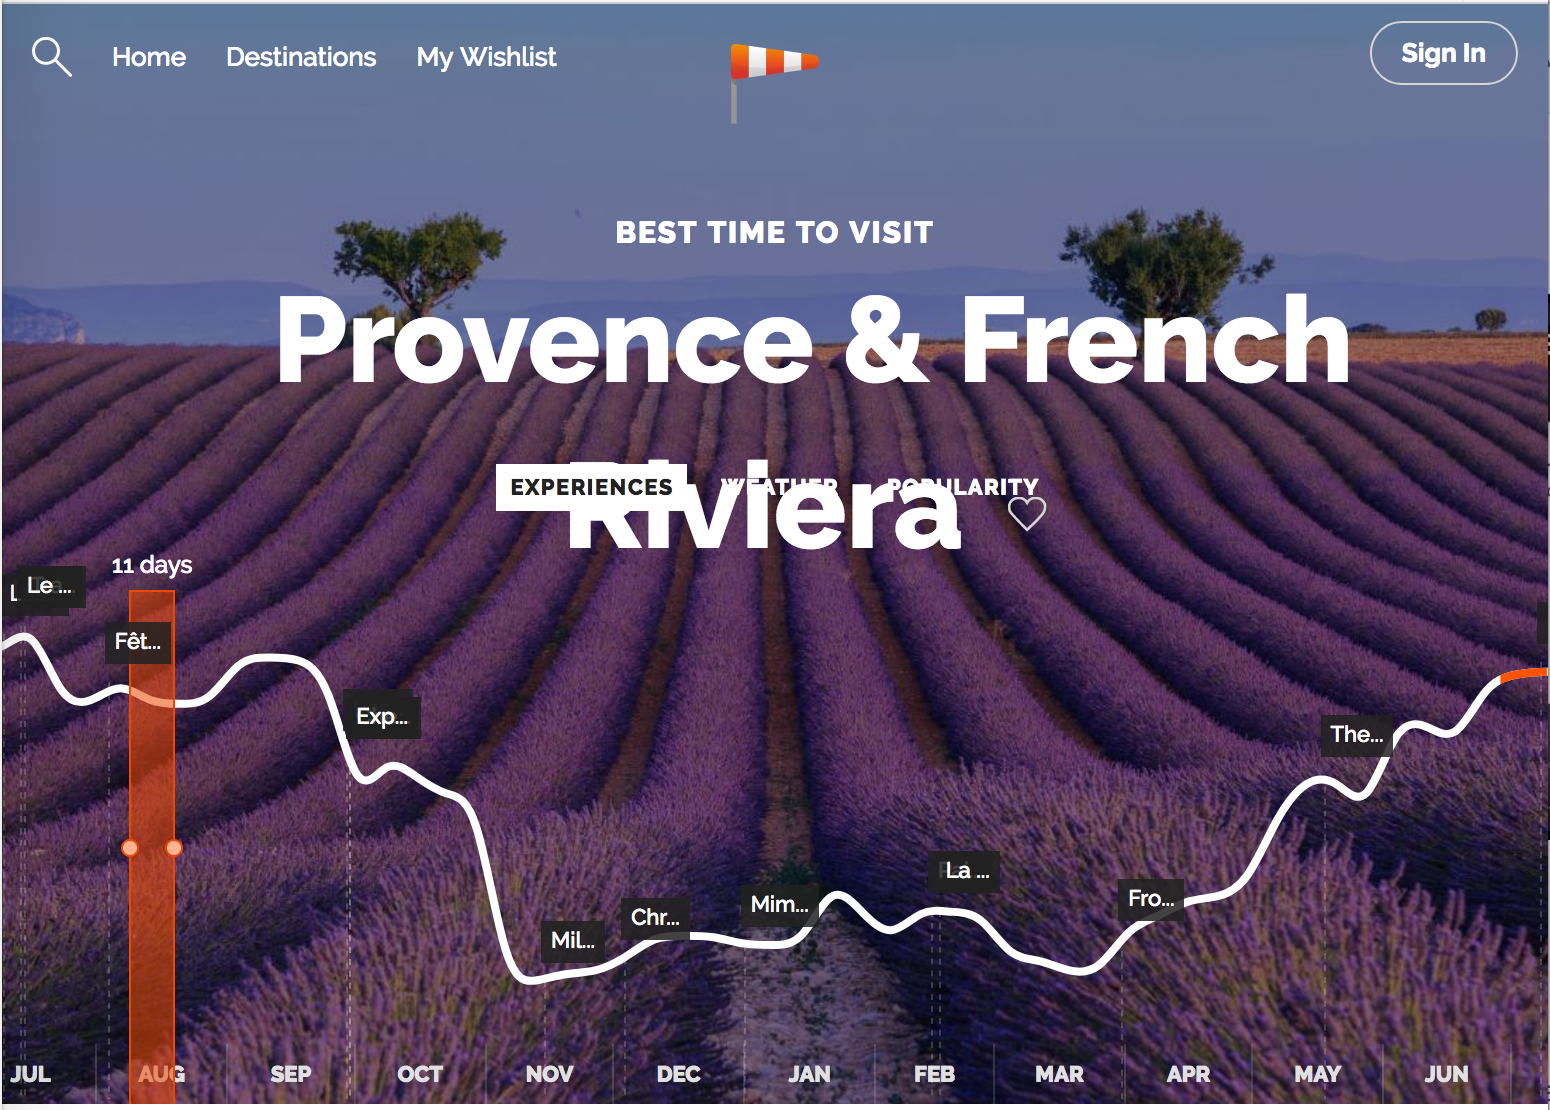 Home Destinations My Wishlist Sign In
BEST TIME TO VISIT
Provence & French
Riviera
EXPERIENCES WEATHER POPULARITY
11 days
Le ...
Fêt...
Exp...
The...
La ...
Fro...
Mim...
Chr...
Mil...
JUL AUG SEP OCT NOV DEC JAN FEB MAR APR MAY JUN